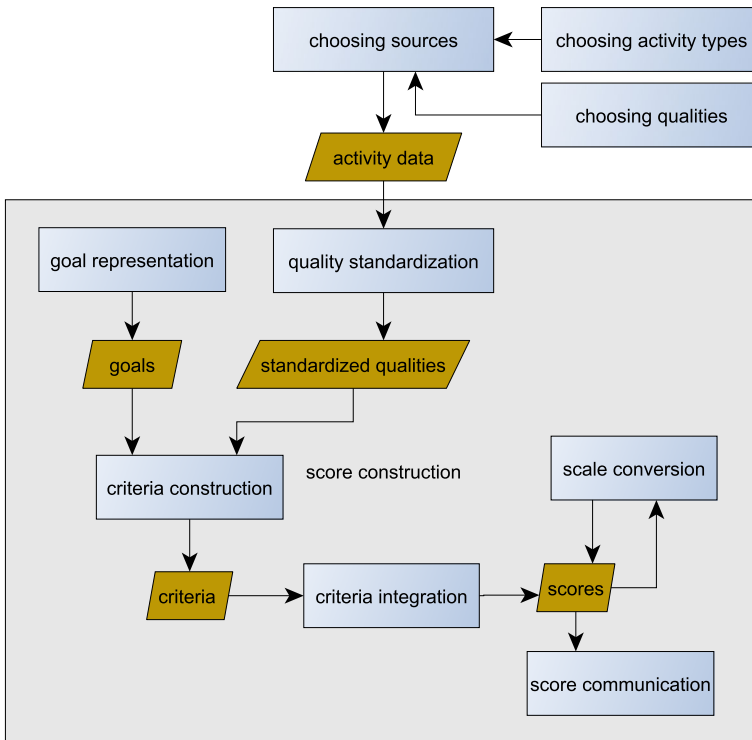 choosing sources
choosing activity types
choosing qualities
activity data
goal representation
quality standardization
goals
standardized qualities
criteria construction
score construction
scale conversion
criteria
criteria integration
scores
score communication